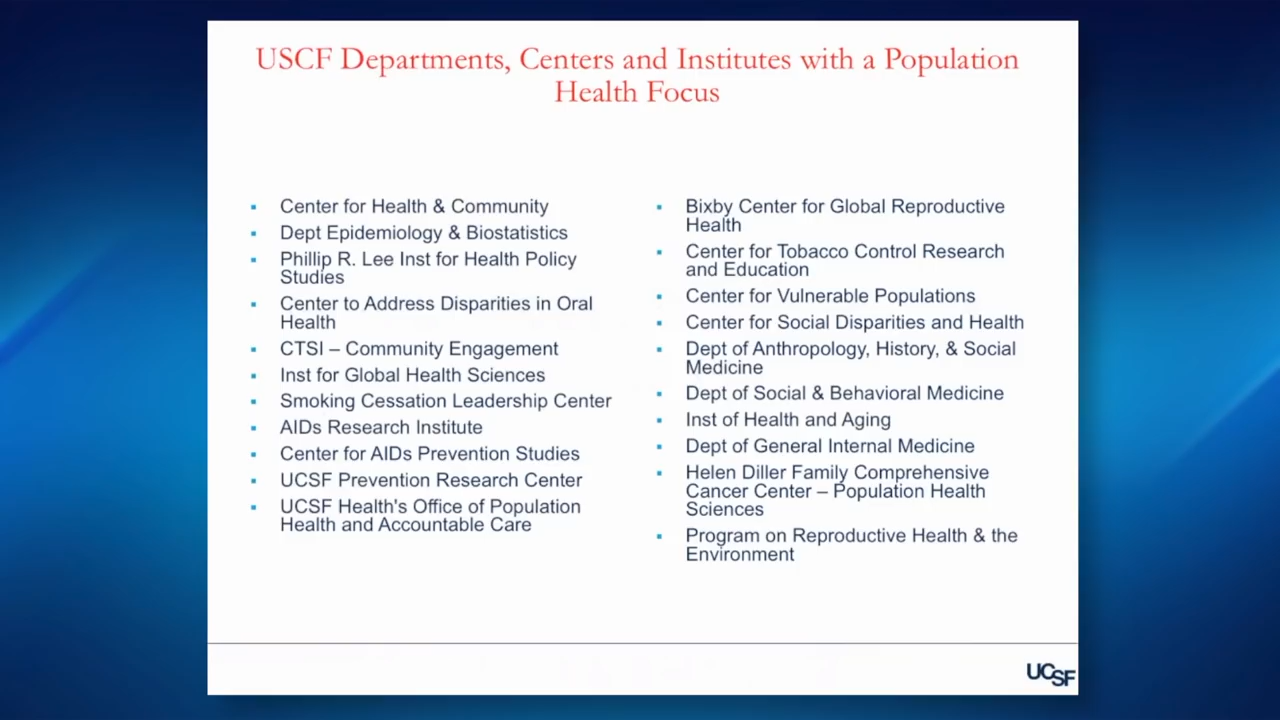 USCF Departments, Centers and Institutes with a Population
Health Focus
Center for Health & Community
Dept Epidemiology & Biostatistics
Phillip R. Lee Inst for Health Policy
Studies
Center to Address Disparities in Oral
Health
CTSI – Community Engagement
Inst for Global Health Sciences
Smoking Cessation Leadership Center
AIDs Research Institute
Center for AIDs Prevention Studies
UCSF Prevention Research Center
UCSF Health's Office of Population
Health and Accountable Care
Bixby Center for Global Reproductive
Health
Center for Tobacco Control Research
and Education
Center for Vulnerable Populations
Center for Social Disparities and Health
Dept of Anthropology, History, & Social
Medicine
Dept of Social & Behavioral Medicine
Inst of Health and Aging
Dept of General Internal Medicine
Helen Diller Family Comprehensive
Cancer Center – Population Health
Sciences
Program on Reproductive Health & the
Environment
UCSF